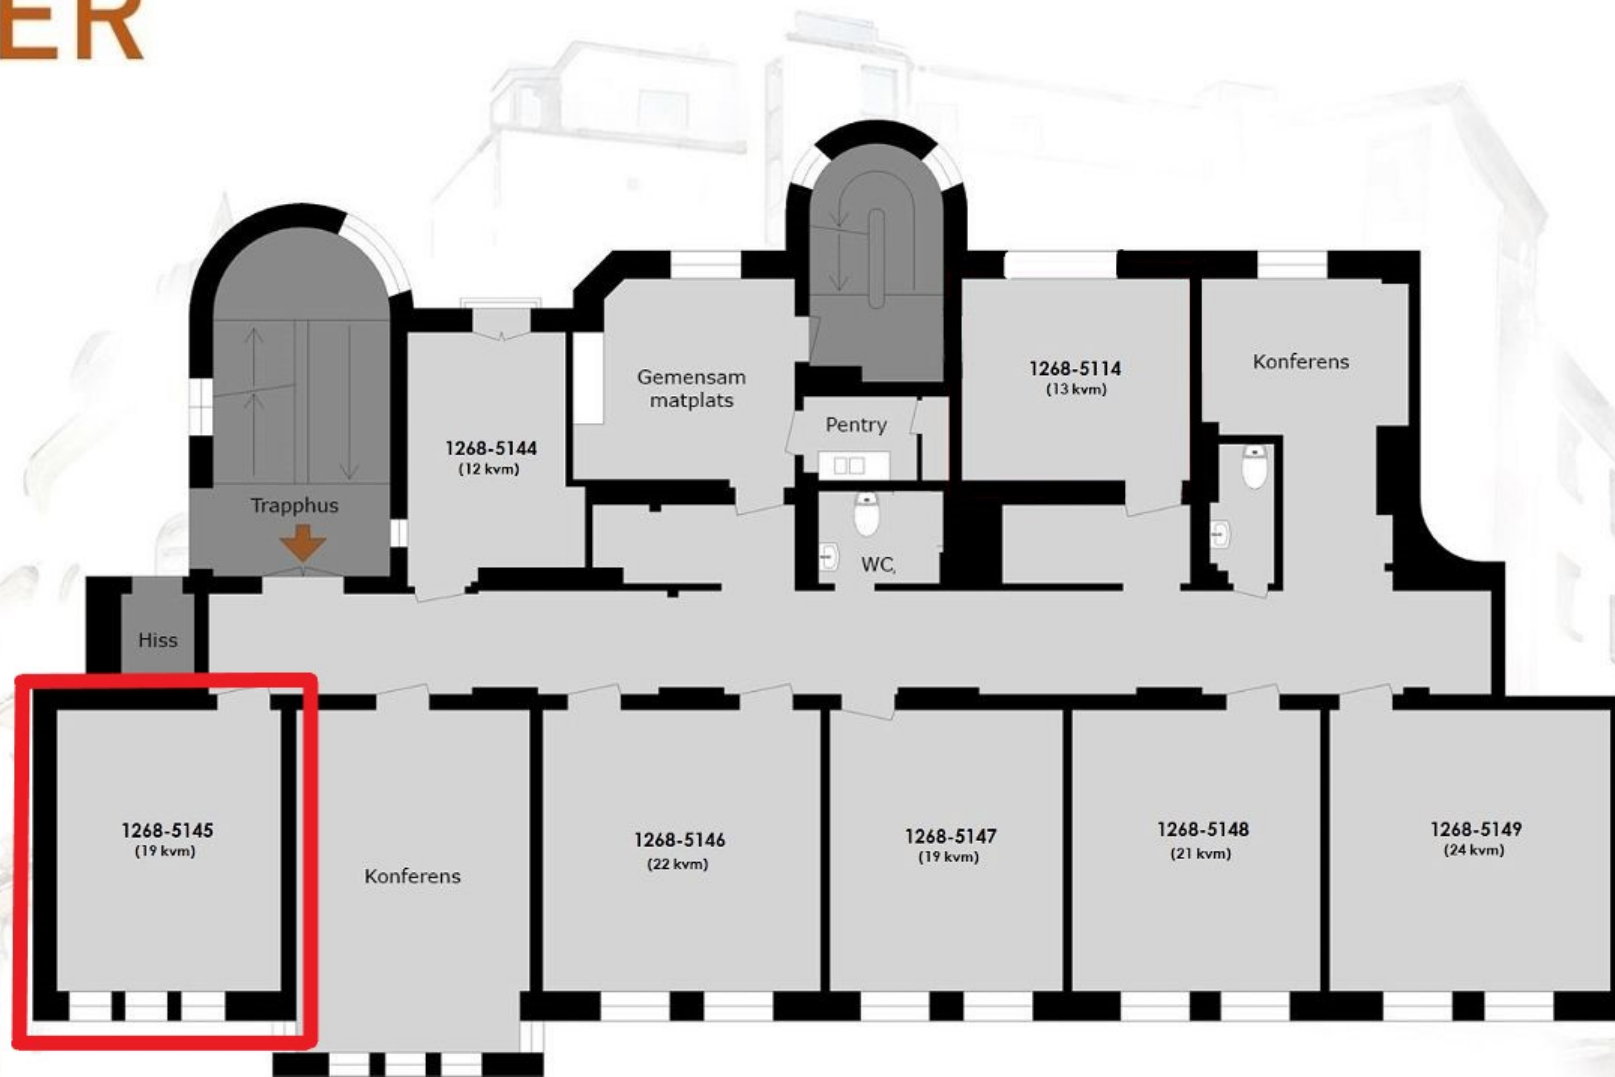 ER
Gemensam
matplats
1268-5114
(13 kvm)
Konferens
Pentry
1268-5144
(12 kvm)
Trapphus
WC
Hiss
1268-5145
(19 kvm)
Konferens
1268-5146
(22 kvm)
1268-5147
(19 kvm)
1268-5148
(21 kvm)
1268-5149
(24 kvm)